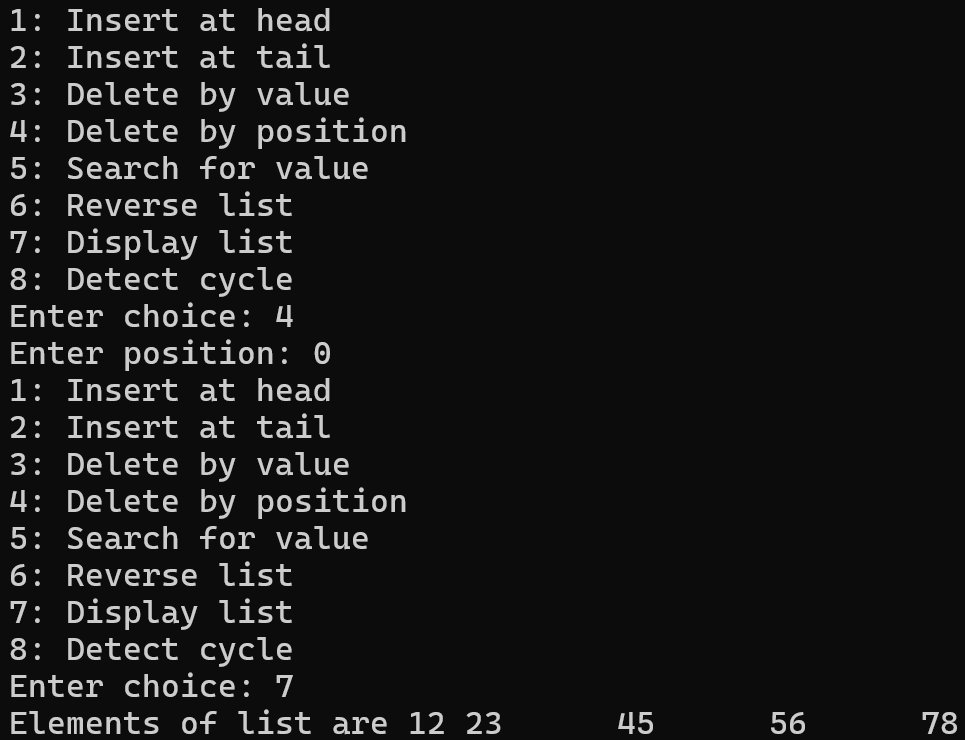 1: Insert at head
2: Insert at tail
3: Delete by value
4: Delete by position
5: Search for value
6: Reverse list
7: Display list
8: Detect cycle
Enter choice: 4
Enter position: 0
1: Insert at head
2: Insert at tail
3: Delete by value
4: Delete by position
5: Search for value
6: Reverse list
7: Display list
8: Detect cycle
Enter choice: 7
Elements of list are 12 23      45      56      78